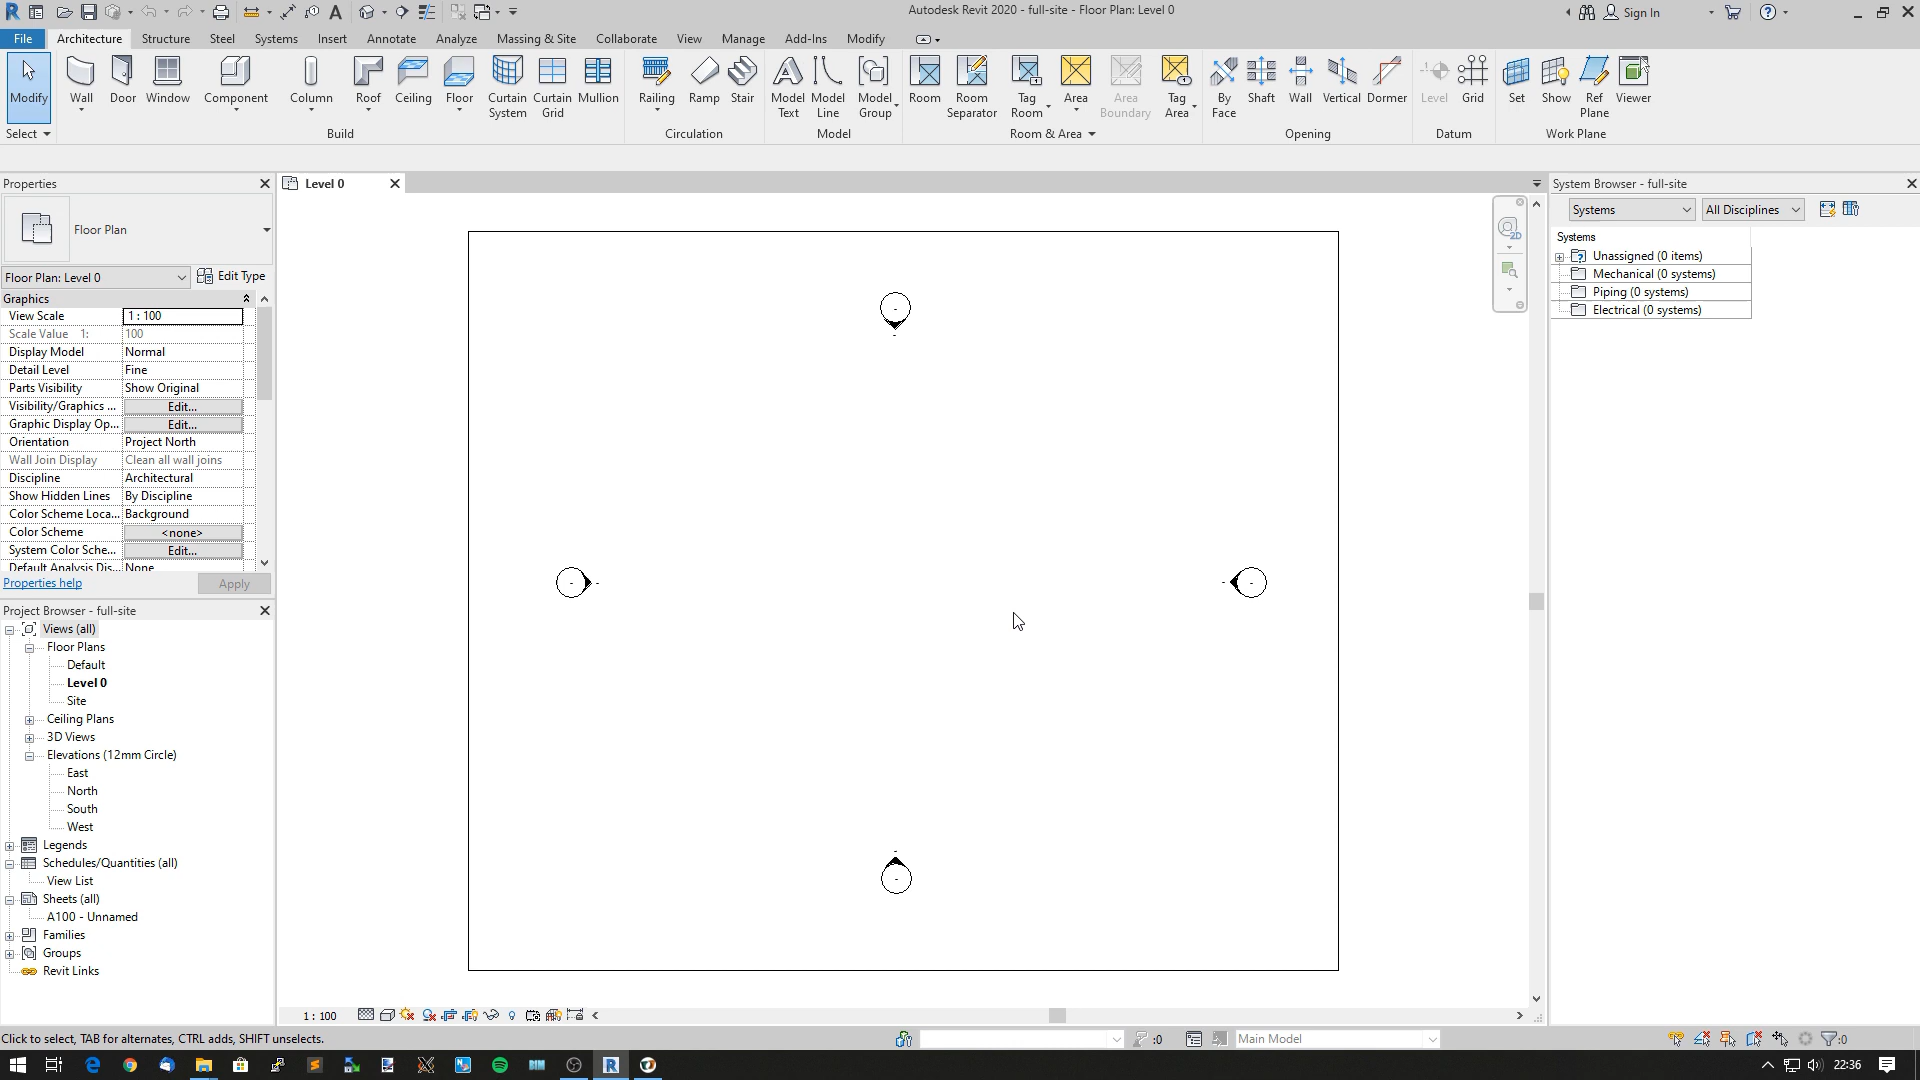 Autodesk Revit 2020 - full-site - Floor Plan: Level 0
Sign In
File Architecture Structure Steel Systems Insert Annotate Analyze Massing & Site Collaborate View Manage Add-Ins Modify
Modify Wall Door Window Component Column Roof Ceiling Floor Curtain System Curtain Grid Mullion Railing Ramp Stair Model Text Model Line Model Group Room Room Separator Tag Room Area Area Boundary Tag Area By Face Shaft Wall Vertical Dormer Level Grid Set Show Ref Plane Viewer
Select Build Circulation Model Room & Area Opening Datum Work Plane
Properties
Floor Plan
Floor Plan: Level 0 Edit Type
Graphics
View Scale 1 : 100
Scale Value 1: 100
Display Model Normal
Detail Level Fine
Parts Visibility Show Original
Visibility/Graphics ... Edit...
Graphic Display Op... Edit...
Orientation Project North
Wall Join Display Clean all wall joins
Discipline Architectural
Show Hidden Lines By Discipline
Color Scheme Loca... Background
Color Scheme <none>
System Color Sche... Edit...
Default Analysis Dis... None
Properties help Apply
Project Browser - full-site
Views (all)
Floor Plans
Default
Level 0
Site
Ceiling Plans
3D Views
Elevations (12mm Circle)
East
North
South
West
Legends
Schedules/Quantities (all)
View List
Sheets (all)
A100 - Unnamed
Families
Groups
Revit Links
Level 0
2D
1 : 100
System Browser - full-site
Systems All Disciplines
Systems
Unassigned (0 items)
Mechanical (0 systems)
Piping (0 systems)
Electrical (0 systems)
Click to select, TAB for alternates, CTRL adds, SHIFT unselects.
:0
Main Model
:0
22:36